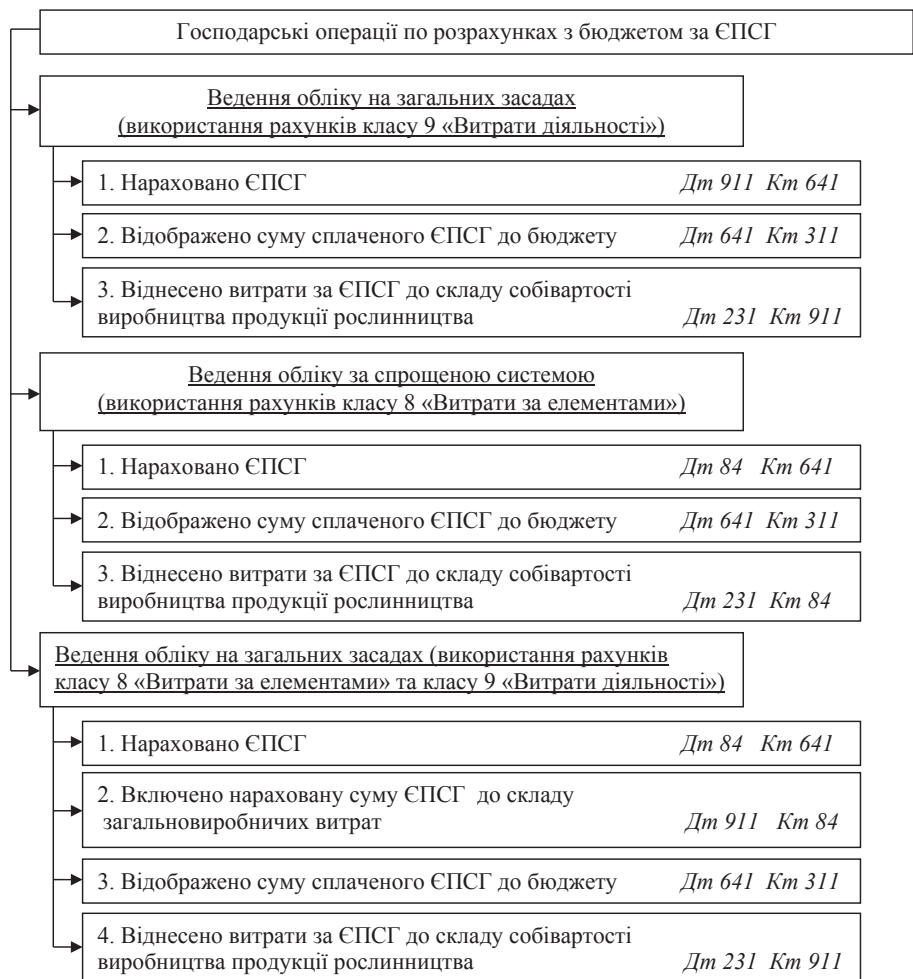 Господарські операції по розрахунках з бюджетом за ЄПСГ
Ведення обліку на загальних засадах
(використання рахунків класу 9 «Витрати діяльності»)
1. Нараховано ЄПСГ Дт 911 Кт 641
2. Відображено суму сплаченого ЄПСГ до бюджету Дт 641 Кт 311
3. Віднесено витрати за ЄПСГ до складу собівартості
виробництва продукції рослинництва Дт 231 Кт 911
Ведення обліку за спрощеною системою
(використання рахунків класу 8 «Витрати за елементами»)
1. Нараховано ЄПСГ Дт 84 Кт 641
2. Відображено суму сплаченого ЄПСГ до бюджету Дт 641 Кт 311
3. Віднесено витрати за ЄПСГ до складу собівартості
виробництва продукції рослинництва Дт 231 Кт 84
Ведення обліку на загальних засадах (використання рахунків
класу 8 «Витрати за елементами» та класу 9 «Витрати діяльності»)
1. Нараховано ЄПСГ Дт 84 Кт 641
2. Включено нараховану суму ЄПСГ до складу
загальновиробничих витрат Дт 911 Кт 84
3. Відображено суму сплаченого ЄПСГ до бюджету Дт 641 Кт 311
4. Віднесено витрати за ЄПСГ до складу собівартості
виробництва продукції рослинництва Дт 231 Кт 911